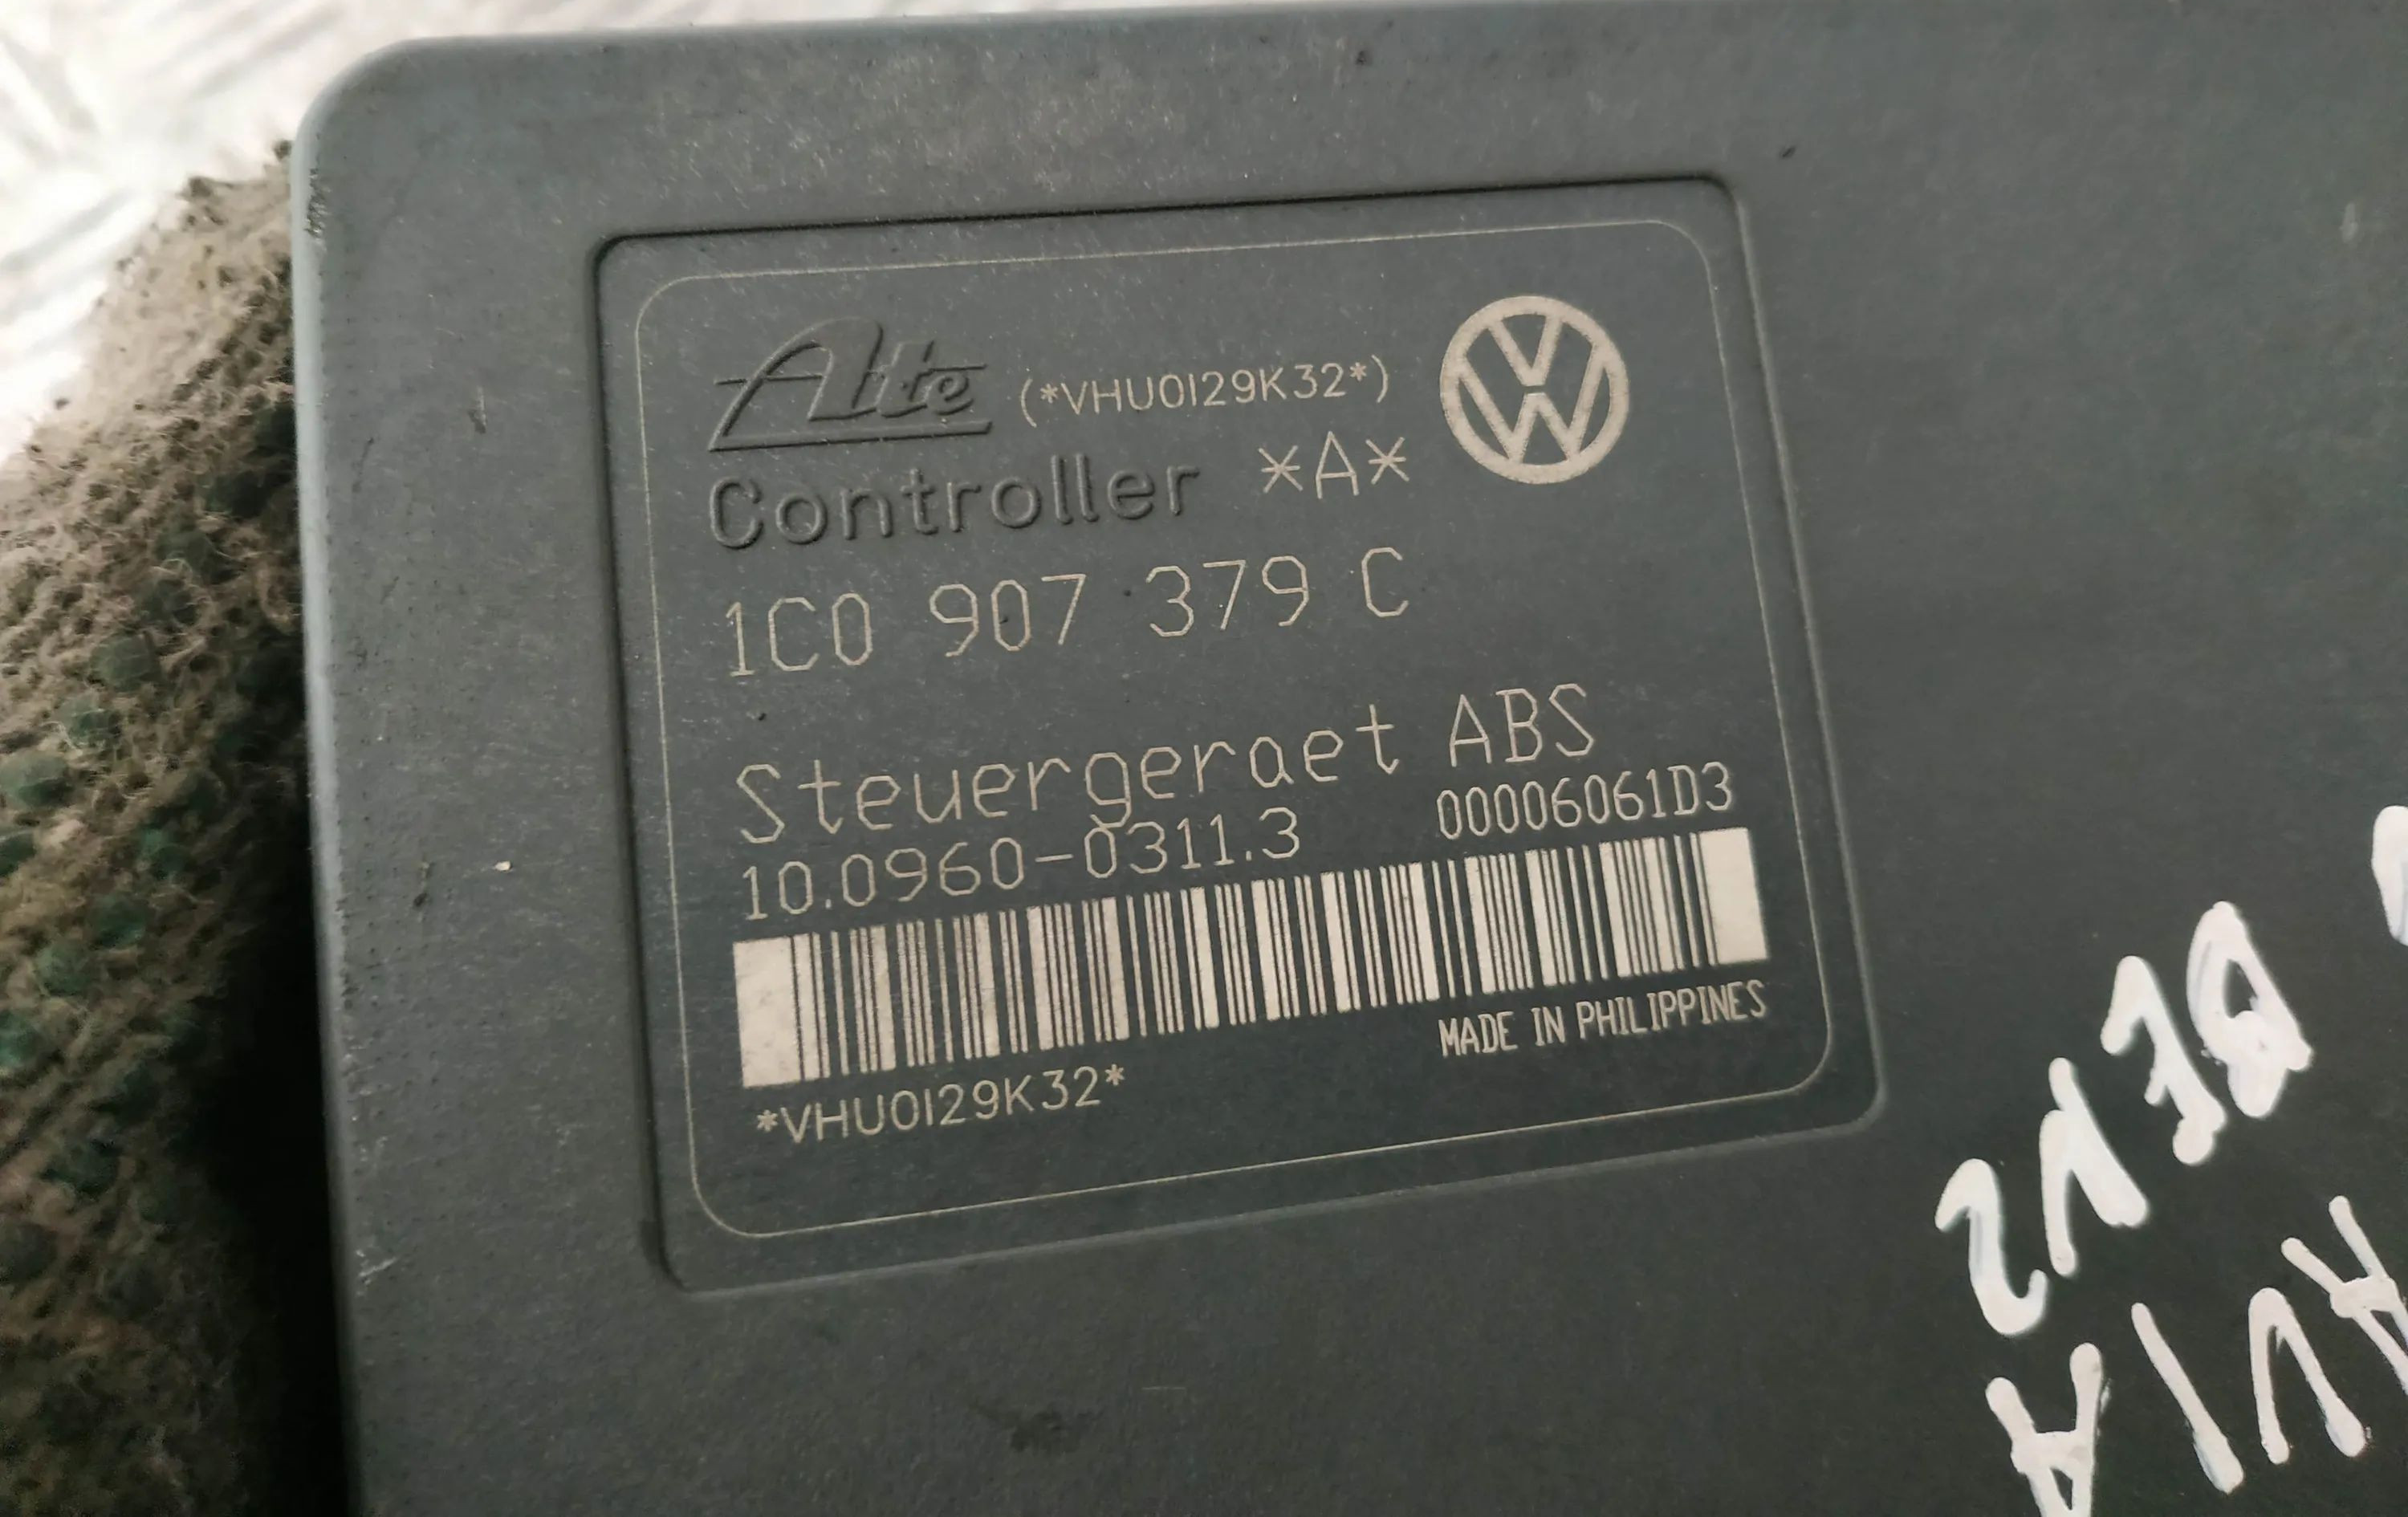 Ate (*VHU0I29K32*)
Controller *A*
1C0 907 379 C
Steuergeraet ABS
10.0960-0311.3 00006061D3
MADE IN PHILIPPINES
*VHU0I29K32*